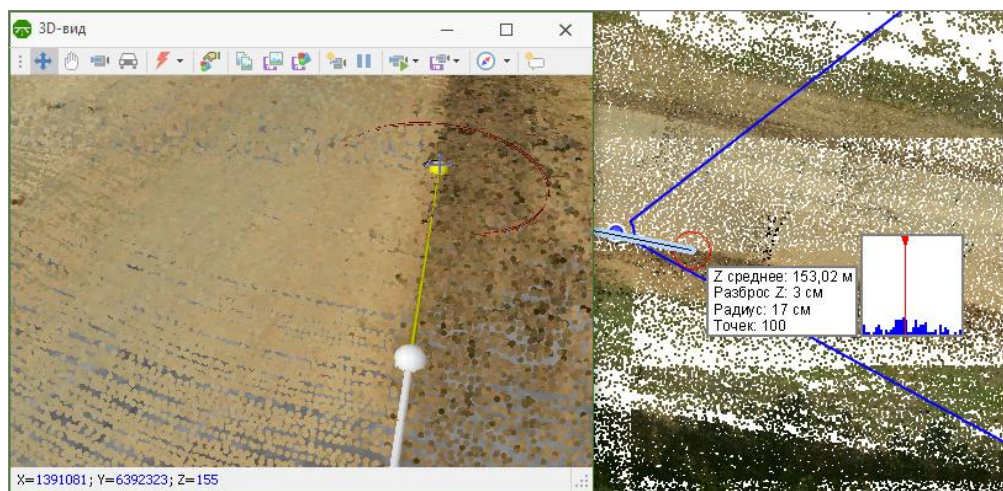 3D-вид
Z среднее: 153,02 м
Разброс Z: 3 см
Радиус: 17 см
Точек: 100
X=1391081; Y=6392323; Z=155